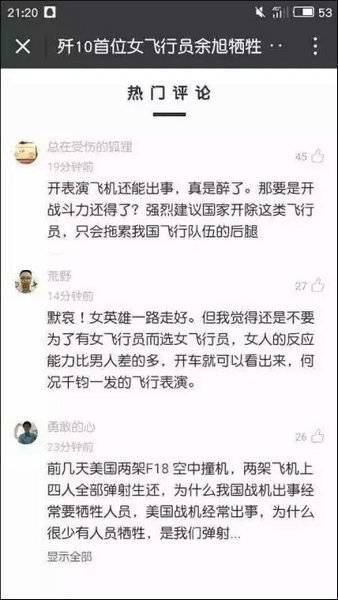 21:20
4G
53
歼10首位女飞行员余旭牺牲 ··
热门评论
总在受伤的狐狸
45
19分钟前
开表演飞机还能出事，真是醉了。那要是开
战斗力还得了？强烈建议国家开除这类飞行
员，只会拖累我国飞行队伍的后腿
荒野
27
14分钟前
默哀！女英雄一路走好。但我觉得还是不要
为了有女飞行员而选女飞行员，女人的反应
能力比男人差的多，开车就可以看出来，何
况千钧一发的飞行表演。
勇敢的心
26
23分钟前
前几天美国两架F18 空中撞机，两架飞机上
四人全部弹射生还，为什么我国战机出事经
常要牺牲人员，美国战机经常出事，为什么
很少有人员牺牲，是我们弹射...
显示全部